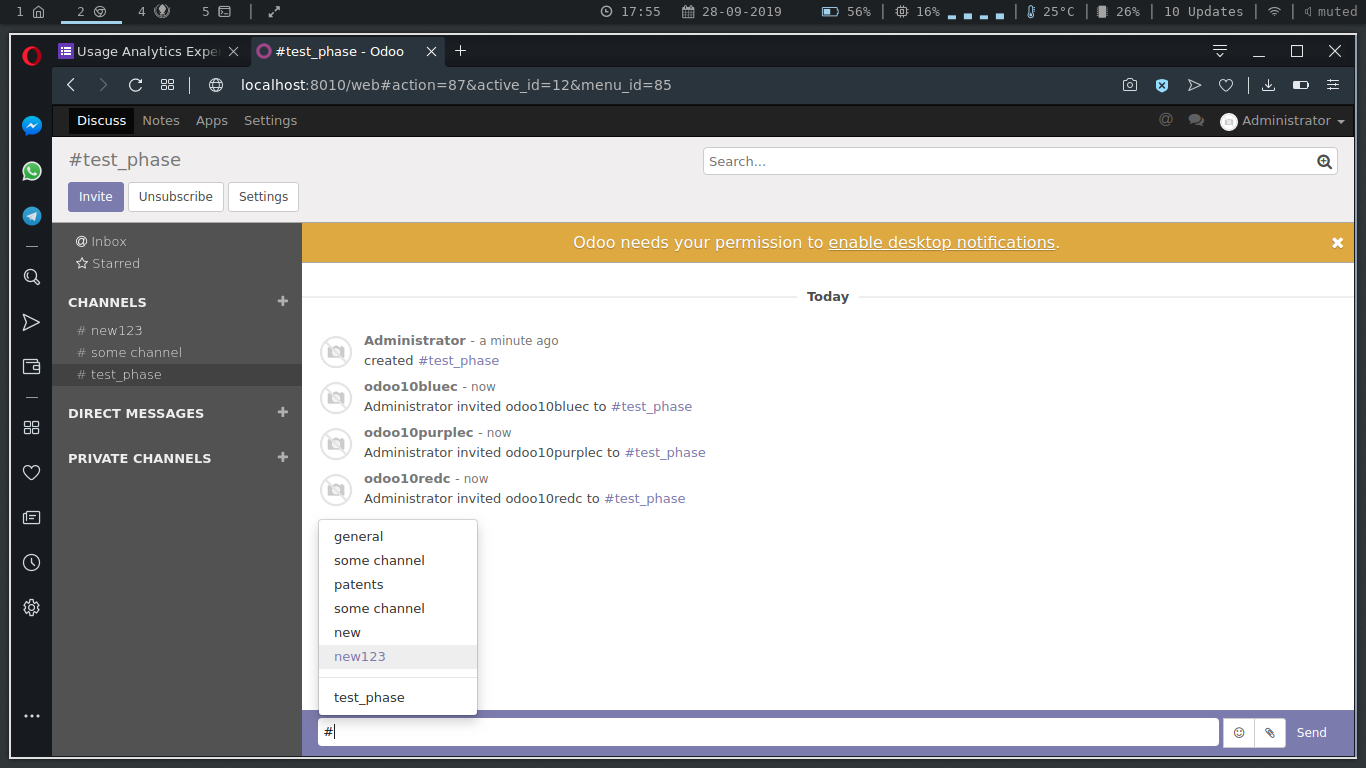 1 2 4 5 17:55 28-09-2019 56% 16% 25°C 26% 10 Updates muted
Usage Analytics Expe #test_phase - Odoo
localhost:8010/web#action=87&active_id=12&menu_id=85
Discuss Notes Apps Settings @ Administrator
#test_phase
Search...
Invite Unsubscribe Settings
@ Inbox
Starred
CHANNELS +
# new123
# some channel
# test_phase
DIRECT MESSAGES +
PRIVATE CHANNELS +
Odoo needs your permission to enable desktop notifications.
Today
Administrator - a minute ago
created #test_phase
odoo10bluec - now
Administrator invited odoo10bluec to #test_phase
odoo10purplec - now
Administrator invited odoo10purplec to #test_phase
odoo10redc - now
Administrator invited odoo10redc to #test_phase
general
some channel
patents
some channel
new
new123
test_phase
#
Send